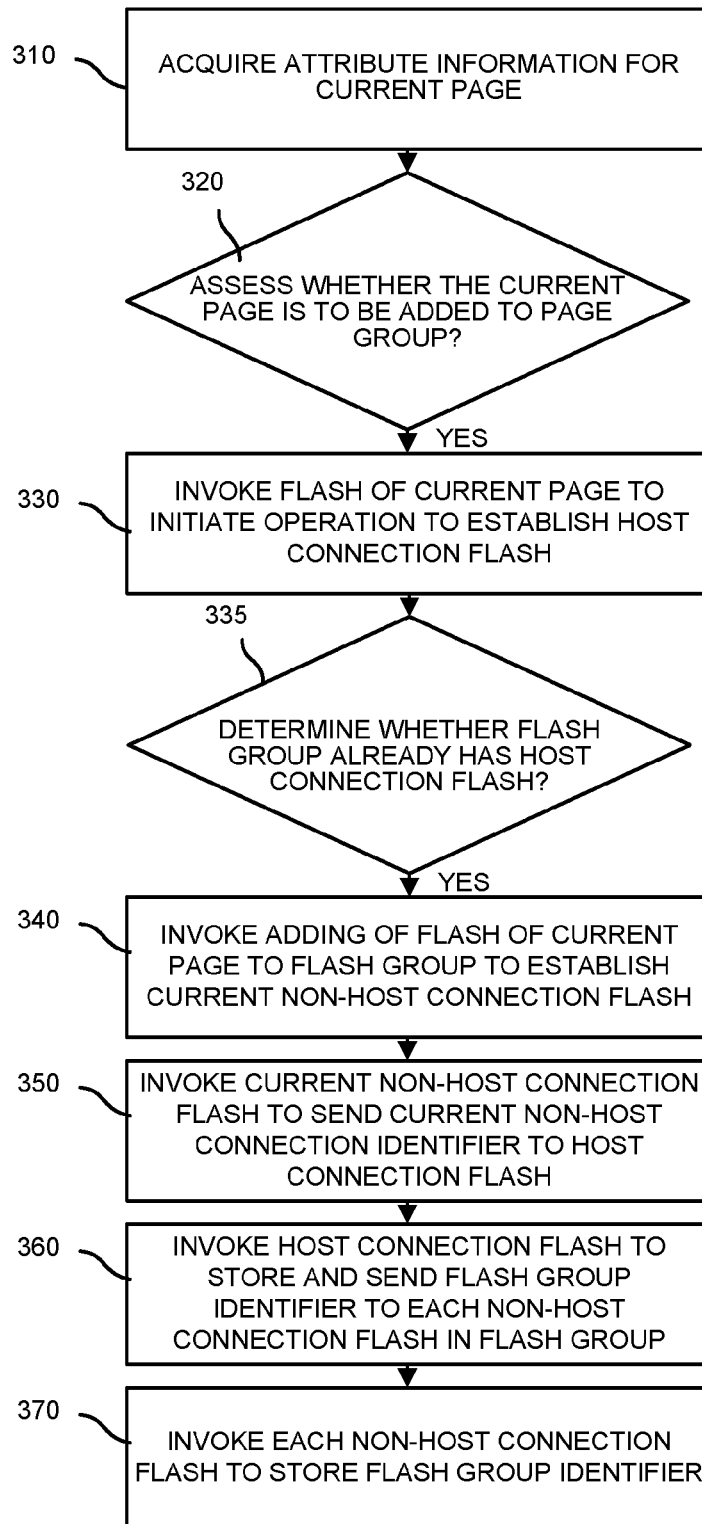 310
ACQUIRE ATTRIBUTE INFORMATION FOR
CURRENT PAGE
320
ASSESS WHETHER THE CURRENT
PAGE IS TO BE ADDED TO PAGE
GROUP?
YES
330
INVOKE FLASH OF CURRENT PAGE TO
INITIATE OPERATION TO ESTABLISH HOST
CONNECTION FLASH
335
DETERMINE WHETHER FLASH
GROUP ALREADY HAS HOST
CONNECTION FLASH?
YES
340
INVOKE ADDING OF FLASH OF CURRENT
PAGE TO FLASH GROUP TO ESTABLISH
CURRENT NON-HOST CONNECTION FLASH
350
INVOKE CURRENT NON-HOST CONNECTION
FLASH TO SEND CURRENT NON-HOST
CONNECTION IDENTIFIER TO HOST
CONNECTION FLASH
360
INVOKE HOST CONNECTION FLASH TO
STORE AND SEND FLASH GROUP
IDENTIFIER TO EACH NON-HOST
CONNECTION FLASH IN FLASH GROUP
370
INVOKE EACH NON-HOST CONNECTION
FLASH TO STORE FLASH GROUP IDENTIFIER